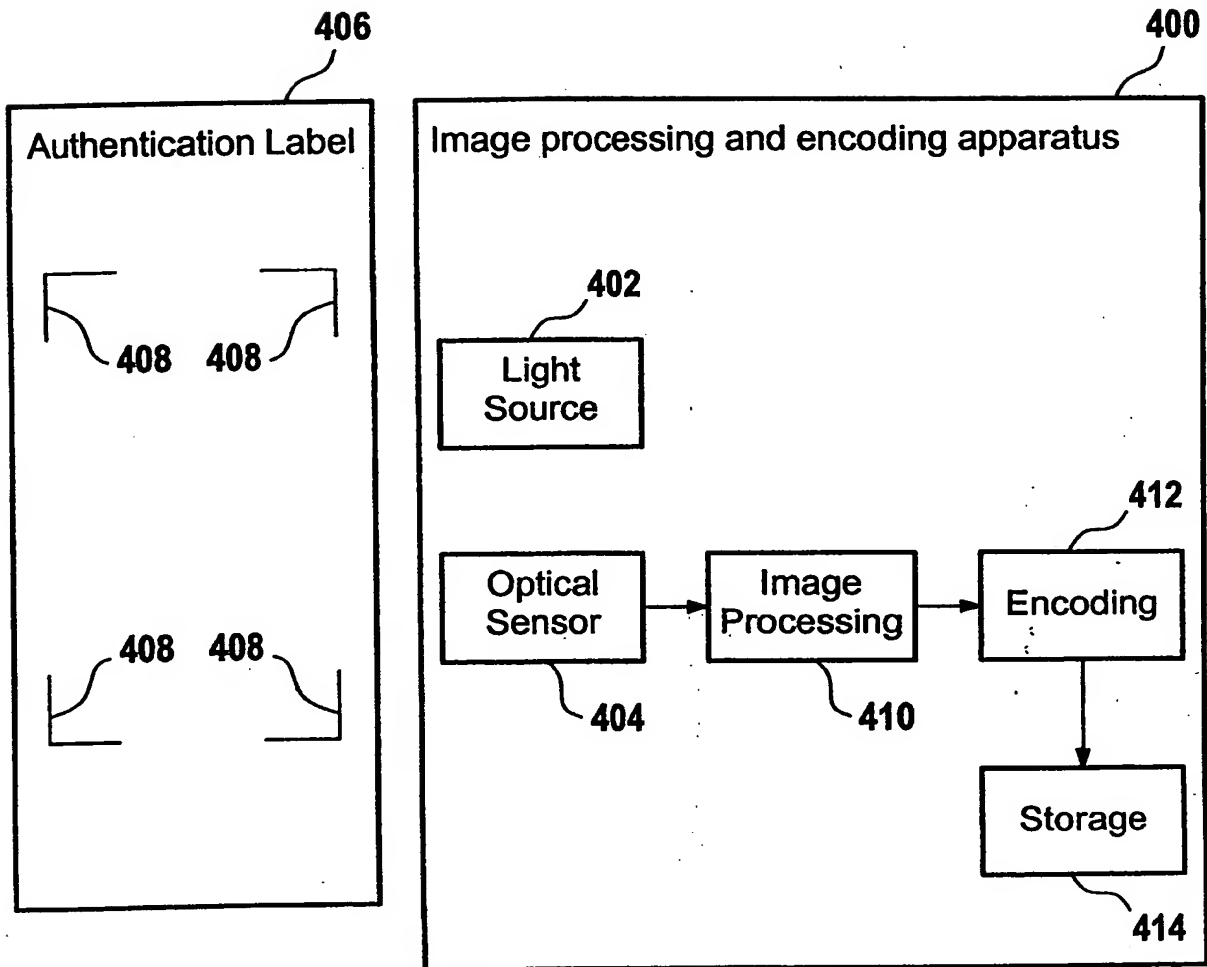 406
400
Authentication Label
Image processing and encoding apparatus
408 408
402
Light
Source
412
Optical
Sensor
Image
Processing
Encoding
408 408
404
410
Storage
414